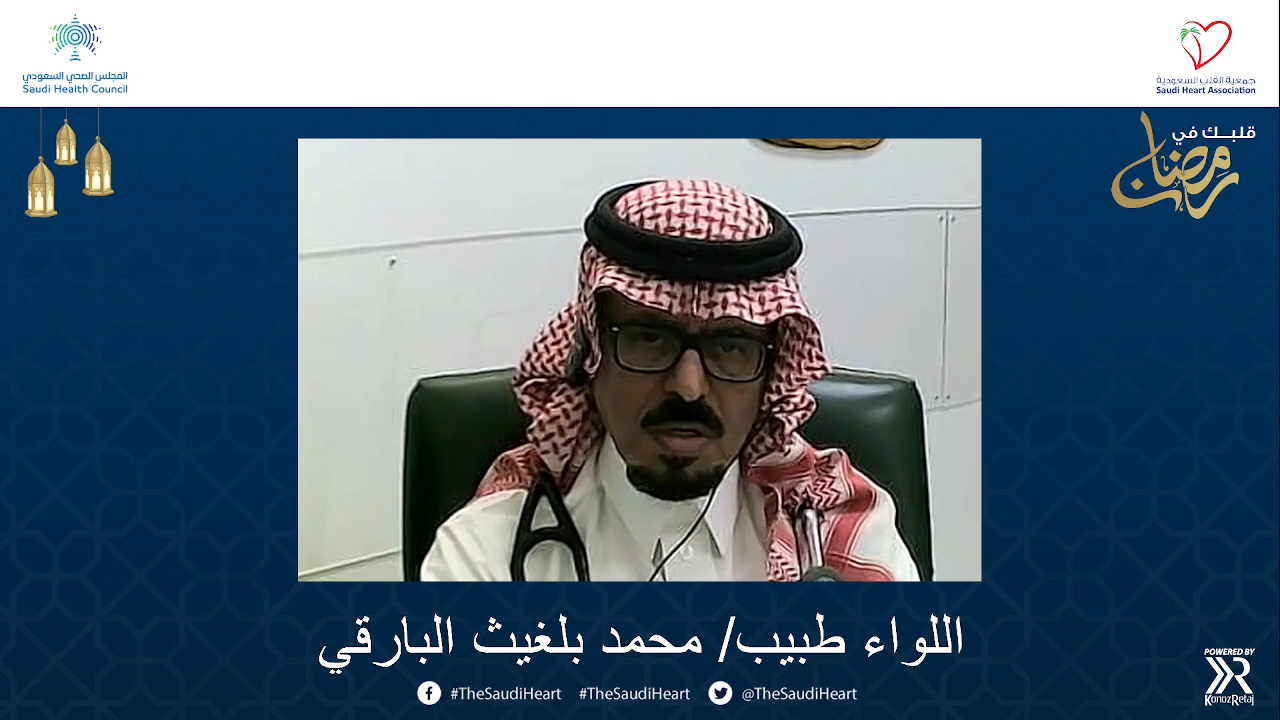 المجلس الصحي السعودي
Saudi Health Council
جمعية القلب السعودية
Saudi Heart Association
قلبك في
رمضان
اللواء طبيب/ محمد بلغيث البارقي
#TheSaudiHeart #TheSaudiHeart @TheSaudiHeart
POWERED BY
KonozRetaj